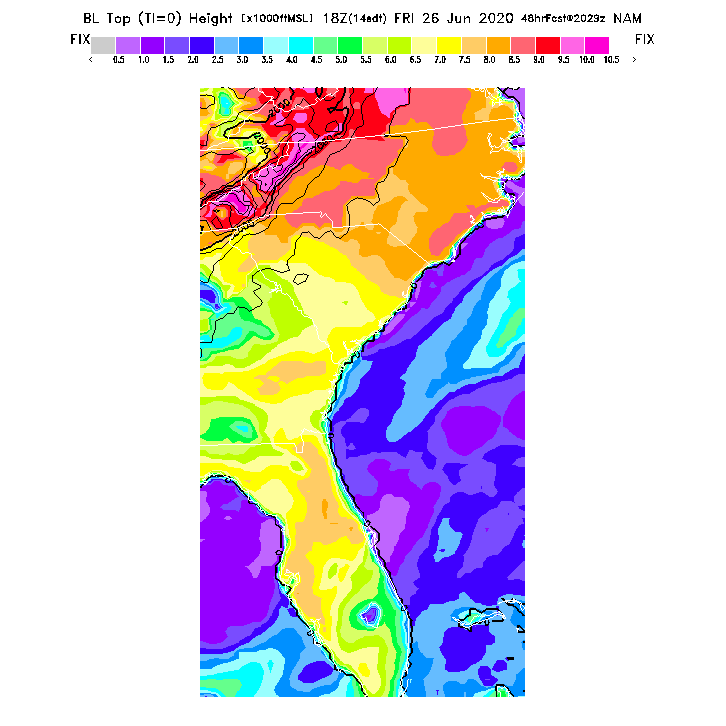 BL Top (TI=0) Height [x1000ftMSL] 18Z(14edt) FRI 26 Jun 2020 48hrFcst@2023z NAM
FIX FIX
< 0.5 1.0 1.5 2.0 2.5 3.0 3.5 4.0 4.5 5.0 5.5 6.0 6.5 7.0 7.5 8.0 8.5 9.0 9.5 10.0 10.5 >